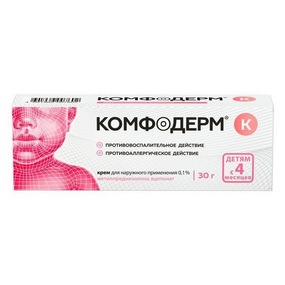 КОМФОДЕРМ
КОМФОДЕРМ® К
ПРОТИВОВОСПАЛИТЕЛЬНОЕ ДЕЙСТВИЕ
ПРОТИВОАЛЛЕРГИЧЕСКОЕ ДЕЙСТВИЕ
ДЕТЯМ
с 4
месяцев
крем для наружного применения 0,1%
метилпреднизолона ацепонат
30 г